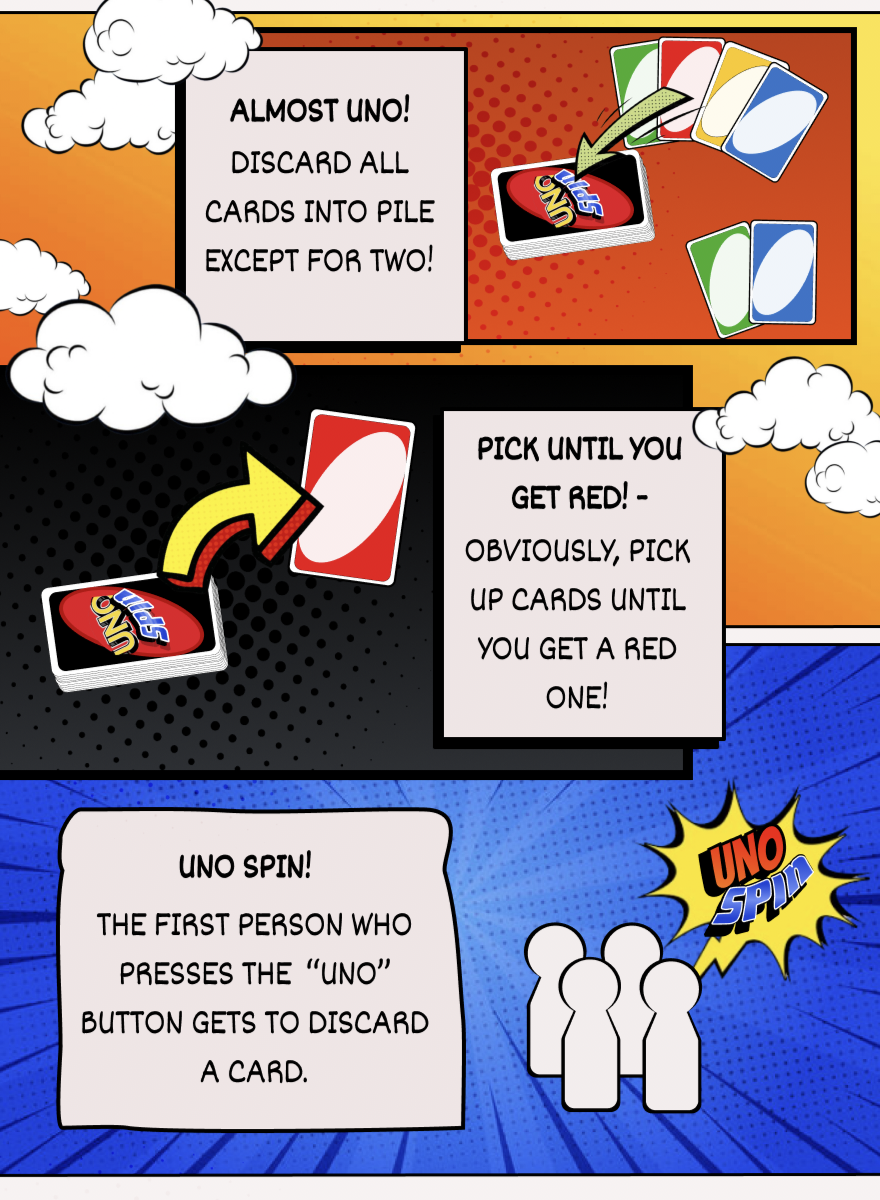 ALMOST UNO!
DISCARD ALL
CARDS INTO PILE
EXCEPT FOR TWO!
UNO
SPIN
PICK UNTIL YOU
GET RED! -
OBVIOUSLY, PICK
UP CARDS UNTIL
YOU GET A RED
ONE!
UNO
SPIN
UNO SPIN!
THE FIRST PERSON WHO
PRESSES THE “UNO”
BUTTON GETS TO DISCARD
A CARD.
UNO
SPIN